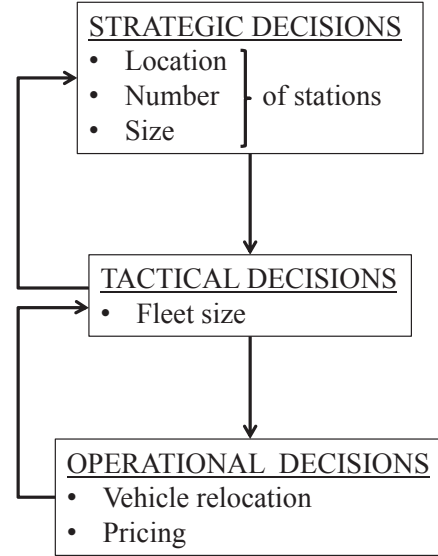 STRATEGIC DECISIONS
• Location
• Number
• Size
of stations
TACTICAL DECISIONS
• Fleet size
OPERATIONAL DECISIONS
• Vehicle relocation
• Pricing